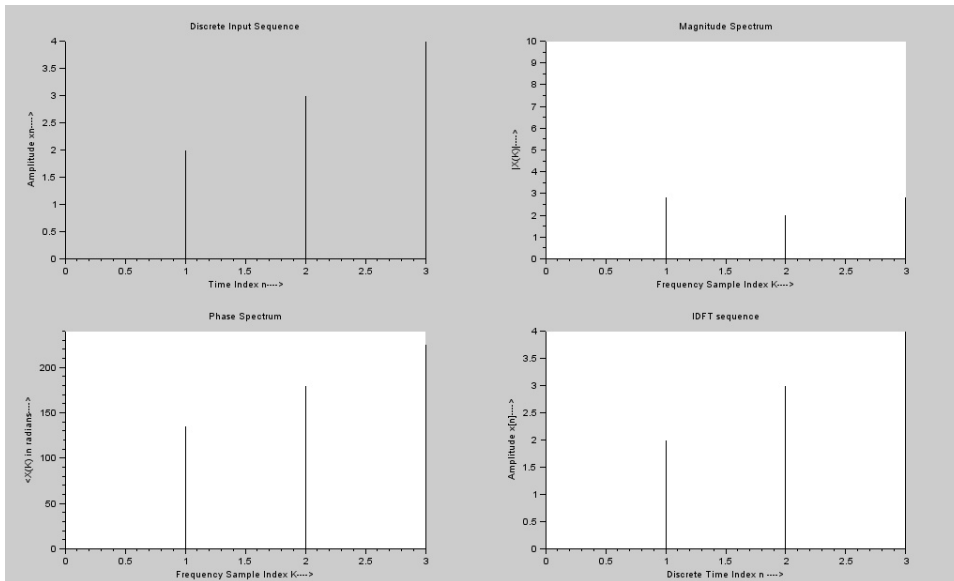 Discrete Input Sequence
Amplitude xn---->
4
3.5
3
2.5
2
1.5
1
0.5
0
0 0.5 1 1.5 2 2.5 3
Time Index n---->
Magnitude Spectrum
|X(K)|---->
10
9
8
7
6
5
4
3
2
1
0
0 0.5 1 1.5 2 2.5 3
Frequency Sample Index K---->
Phase Spectrum
<X(K) in radians---->
200
150
100
50
0
0 0.5 1 1.5 2 2.5 3
Frequency Sample Index K---->
IDFT sequence
Amplitude x[n]---->
4
3.5
3
2.5
2
1.5
1
0.5
0
0 0.5 1 1.5 2 2.5 3
Discrete Time Index n ---->